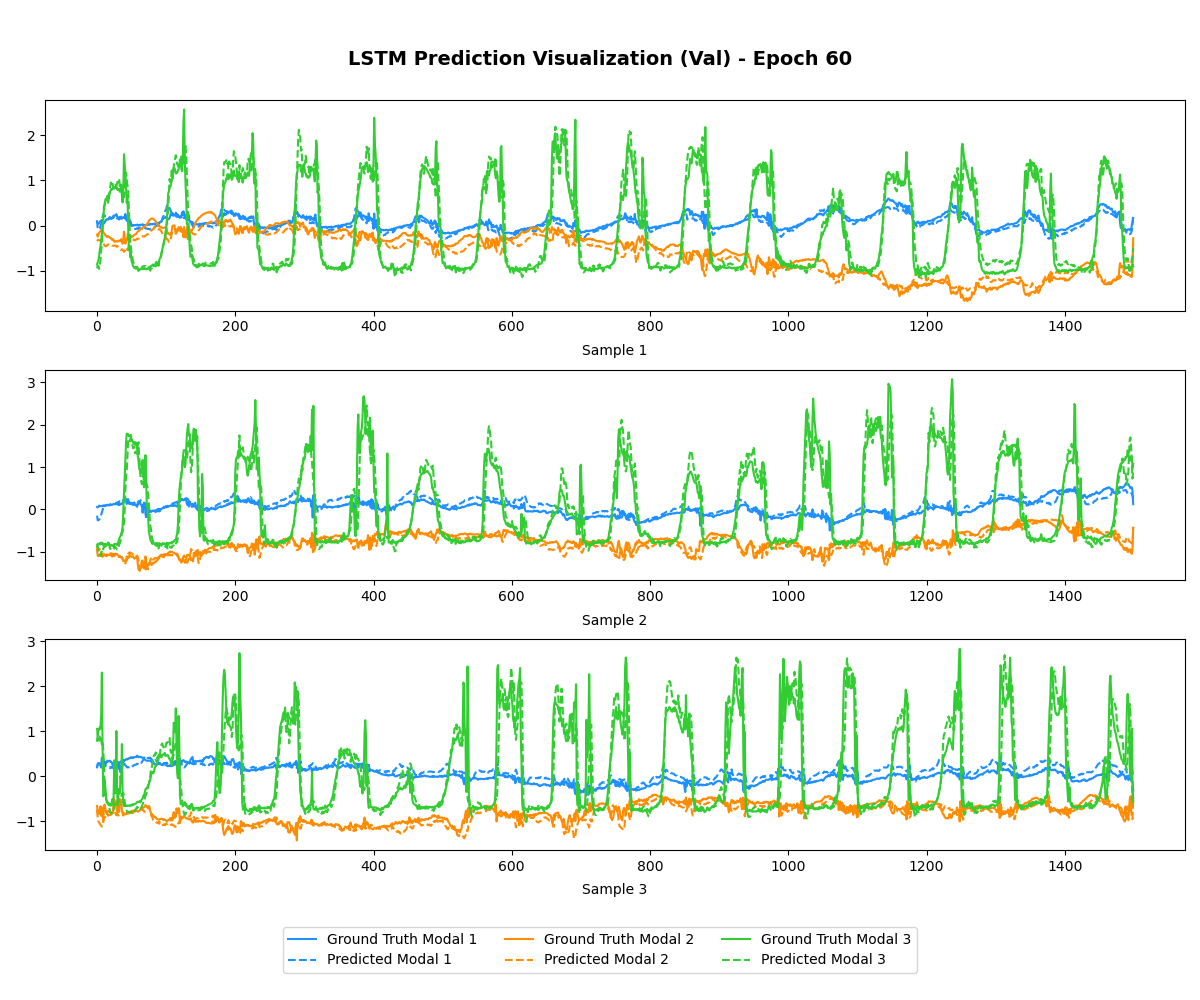 LSTM Prediction Visualization (Val) - Epoch 60
2
1
0
−1
0 200 400 600 800 1000 1200 1400
Sample 1
3
2
1
0
−1
0 200 400 600 800 1000 1200 1400
Sample 2
3
2
1
0
−1
0 200 400 600 800 1000 1200 1400
Sample 3
Ground Truth Modal 1 Ground Truth Modal 2 Ground Truth Modal 3
Predicted Modal 1 Predicted Modal 2 Predicted Modal 3